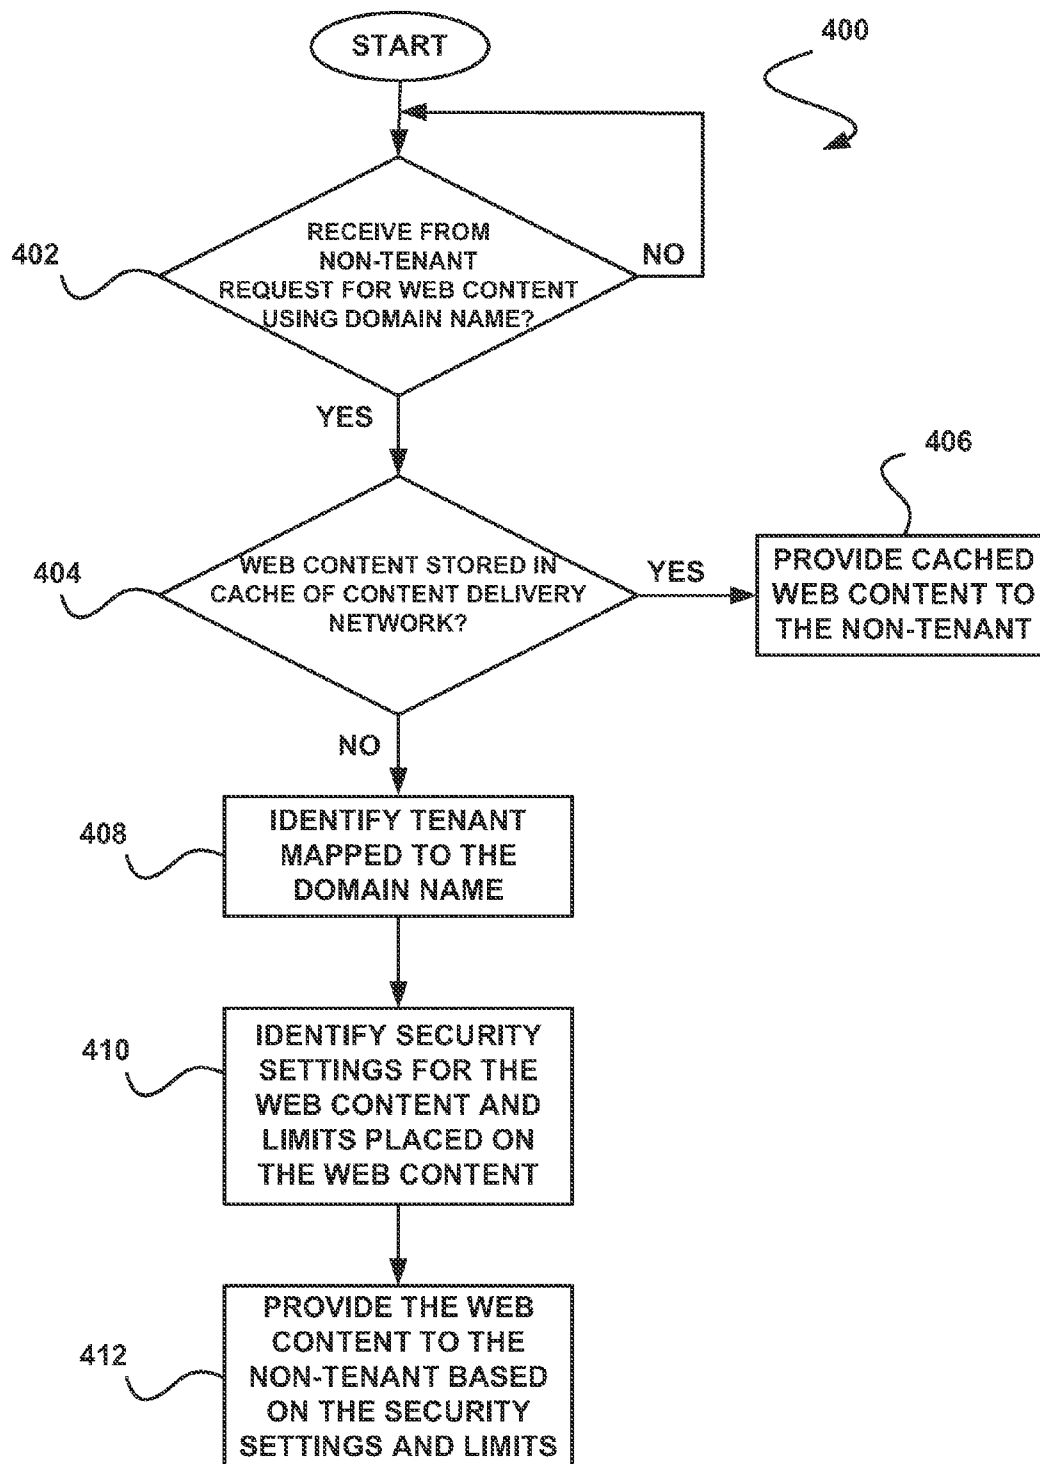 START
400
402
RECEIVE FROM
NON-TENANT
REQUEST FOR WEB CONTENT
USING DOMAIN NAME?
NO
YES
406
404
WEB CONTENT STORED IN
CACHE OF CONTENT DELIVERY
NETWORK?
YES
PROVIDE CACHED
WEB CONTENT TO
THE NON-TENANT
NO
408
IDENTIFY TENANT
MAPPED TO THE
DOMAIN NAME
410
IDENTIFY SECURITY
SETTINGS FOR THE
WEB CONTENT AND
LIMITS PLACED ON
THE WEB CONTENT
412
PROVIDE THE WEB
CONTENT TO THE
NON-TENANT BASED
ON THE SECURITY
SETTINGS AND LIMITS